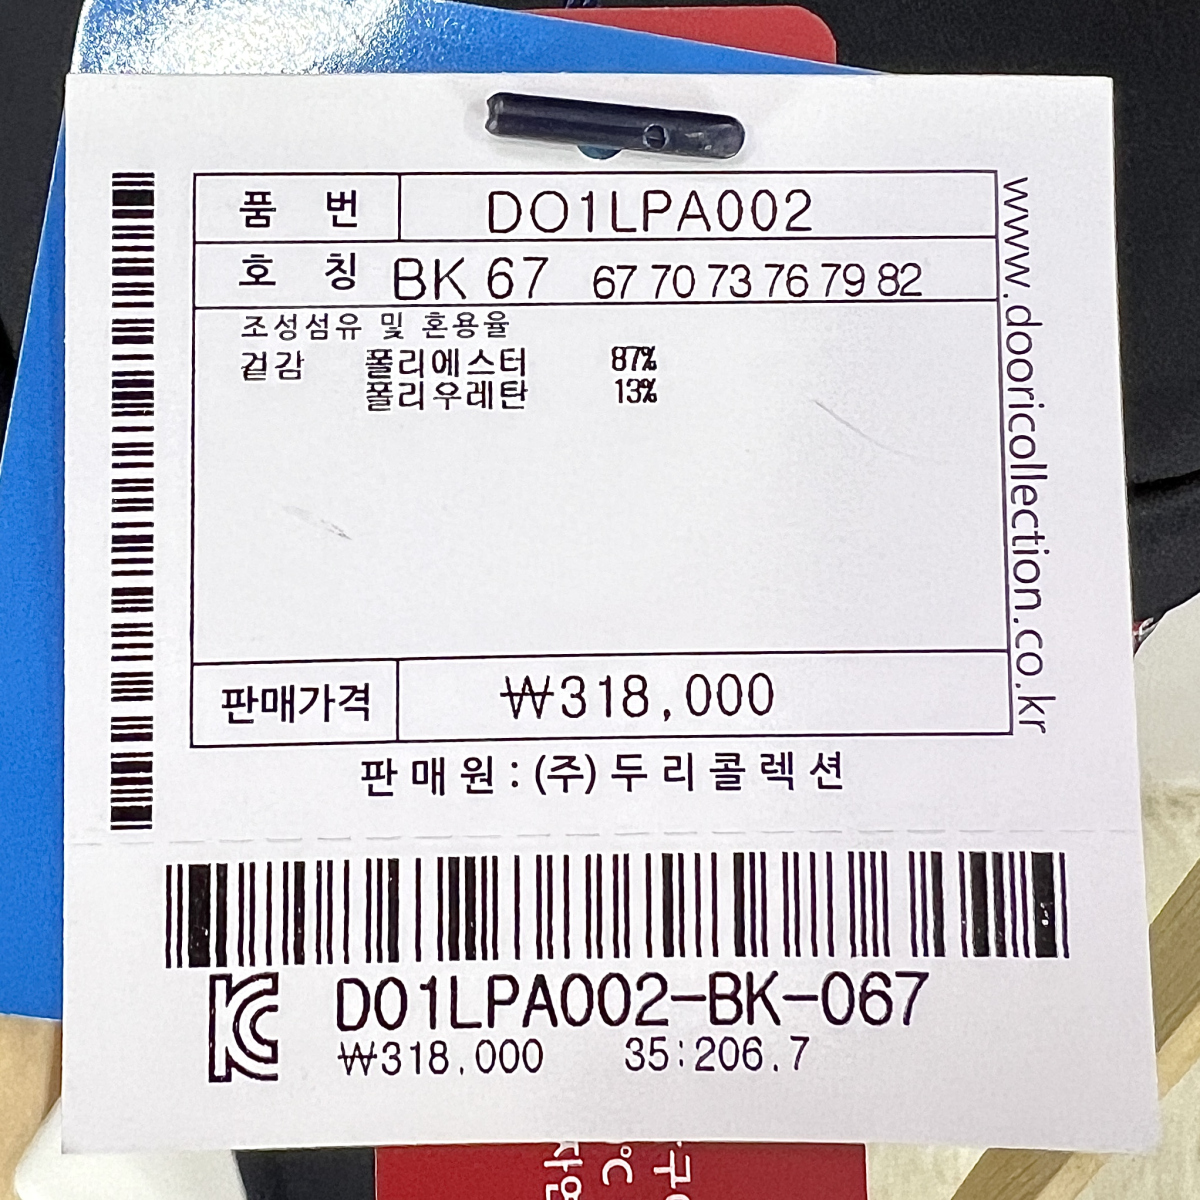 품 번 DO1LPA002
호 칭 BK 67 67 70 73 76 79 82
조성섬유 및 혼용율
겉감 폴리에스터 87%
폴리우레탄 13%
판매가격 ₩318,000
판매원 : (주) 두리콜렉션
www.dooricollection.co.kr
KC DO1LPA002-BK-067
₩318,000 35:206.7